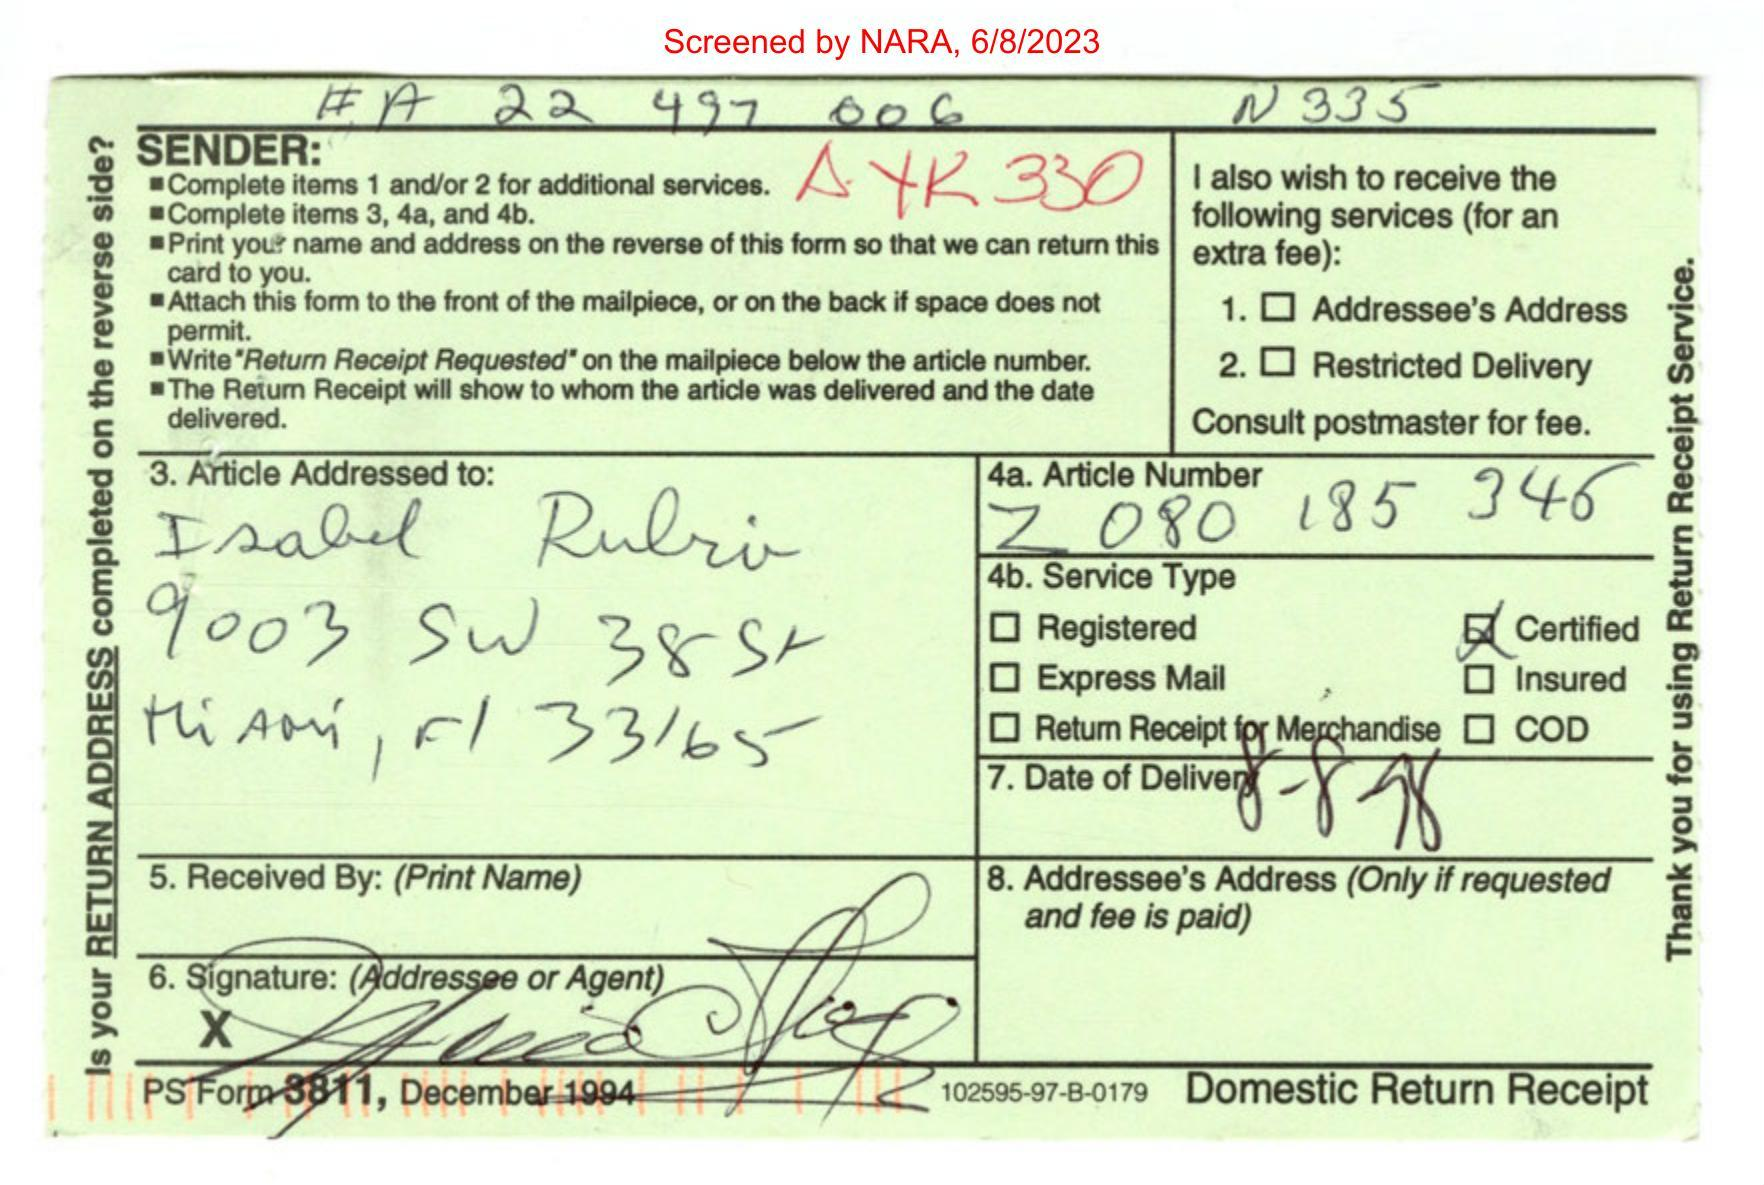 Screened by NARA, 6/8/2023
# A 22 497 006 N 335
SENDER:
A YK 330
■ Complete items 1 and/or 2 for additional services.
■ Complete items 3, 4a, and 4b.
■ Print your name and address on the reverse of this form so that we can return this
card to you.
■ Attach this form to the front of the mailpiece, or on the back if space does not
permit.
■ Write "Return Receipt Requested" on the mailpiece below the article number.
■ The Return Receipt will show to whom the article was delivered and the date
delivered.
I also wish to receive the
following services (for an
extra fee):
1. ☐ Addressee's Address
2. ☐ Restricted Delivery
Consult postmaster for fee.
3. Article Addressed to:
Isabel Rubio
9003 SW 38 St
Miami, Fl 33165
4a. Article Number
Z 080 185 346
4b. Service Type
☐ Registered ☒ Certified
☐ Express Mail ☐ Insured
☐ Return Receipt for Merchandise ☐ COD
7. Date of Delivery
8-8-98
5. Received By: (Print Name)
6. Signature: (Addressee or Agent)
X
8. Addressee's Address (Only if requested
and fee is paid)
PS Form 3811, December 1994 102595-97-B-0179 Domestic Return Receipt
Is your RETURN ADDRESS completed on the reverse side?
Thank you for using Return Receipt Service.